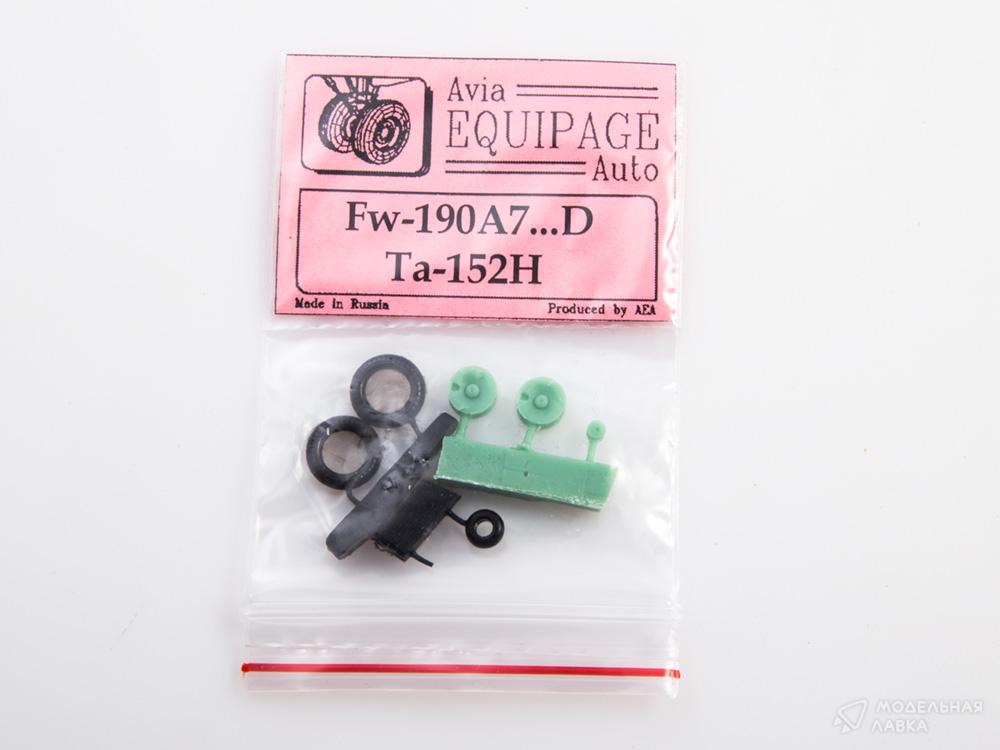 Avia
EQUIPAGE
Auto
Fw-190A7...D
Ta-152H
Made in Russia
Produced by AEA
МОДЕЛЬНАЯ
ЛАВКА